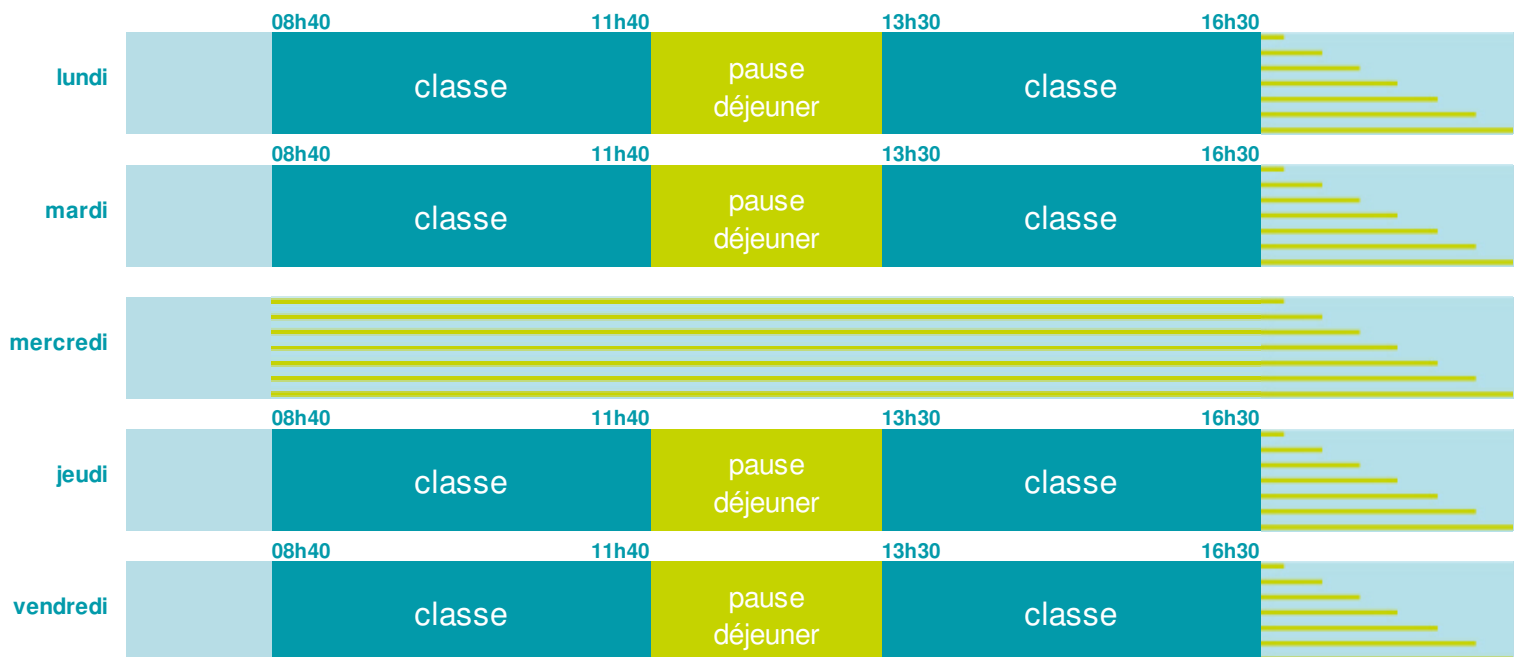 08h40 11h40 13h30 16h30
lundi classe pause classe
déjeuner
08h40 11h40 13h30 16h30
mardi classe pause classe
déjeuner
mercredi
08h40 11h40 13h30 16h30
jeudi classe pause classe
déjeuner
08h40 11h40 13h30 16h30
vendredi classe pause classe
déjeuner